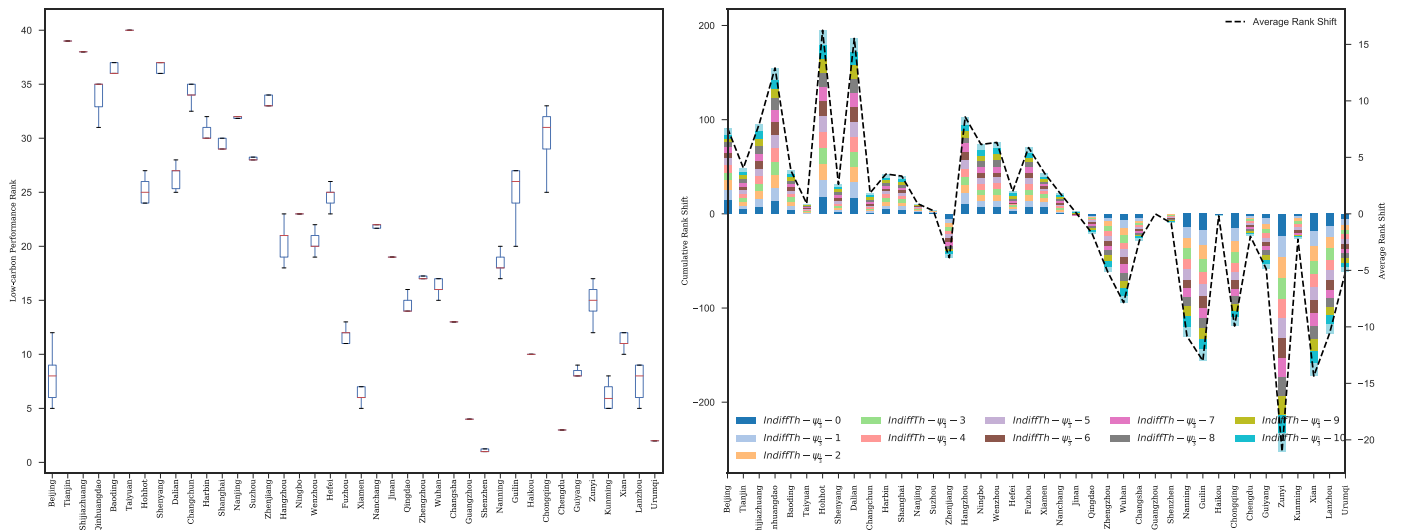 Low-carbon Performance Rank
40
35
30
25
20
15
10
5
0
Beijing
Tianjin
Shijiazhuang
Qinhuangdao
Baoding
Taiyuan
Hohhot
Shenyang
Dalian
Changchun
Harbin
Shanghai
Nanjing
Suzhou
Zhenjiang
Hangzhou
Ningbo
Wenzhou
Hefei
Fuzhou
Xiamen
Nanchang
Jinan
Qingdao
Zhengzhou
Wuhan
Changsha
Guangzhou
Shenzhen
Nanning
Guilin
Haikou
Chongqing
Chengdu
Guiyang
Zunyi
Kunming
Xian
Lanzhou
Urumqi
Cumulative Rank Shift
200
100
0
−100
−200
Average Rank Shift
15
10
5
0
−5
−10
−15
−20
Average Rank Shift
IndiffTh − ψ − 0
IndiffTh − ψ − 1
IndiffTh − ψ − 2
IndiffTh − ψ − 3
IndiffTh − ψ − 4
IndiffTh − ψ − 5
IndiffTh − ψ − 6
IndiffTh − ψ − 7
IndiffTh − ψ − 8
IndiffTh − ψ − 9
IndiffTh − ψ − 10
Beijing
Tianjin
hijiazhuang
nhuangdao
Baoding
Taiyuan
Hohhot
Shenyang
Dalian
Changchun
Harbin
Shanghai
Nanjing
Suzhou
Zhenjiang
Hangzhou
Ningbo
Wenzhou
Hefei
Fuzhou
Xiamen
Nanchang
Jinan
Qingdao
Zhengzhou
Wuhan
Changsha
Guangzhou
Shenzhen
Nanning
Guilin
Haikou
Chongqing
Chengdu
Guiyang
Zunyi
Kunming
Xian
Lanzhou
Urumqi